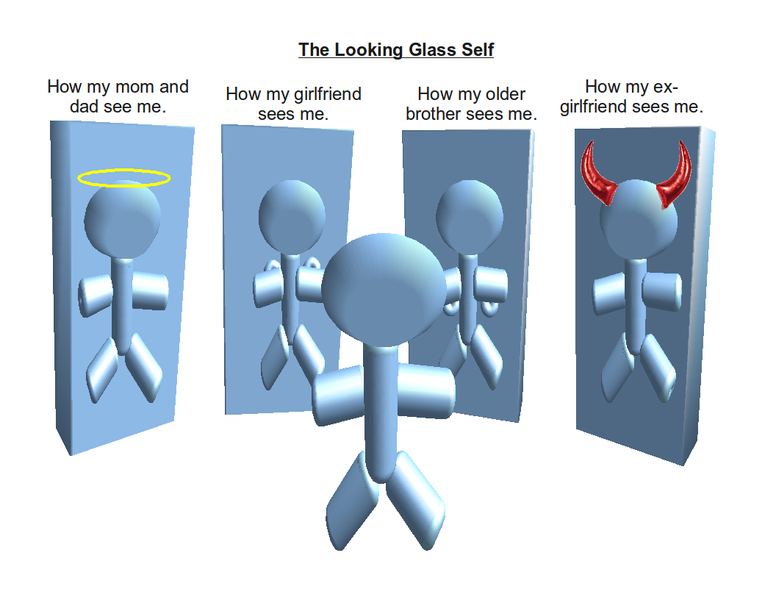 The Looking Glass Self
How my mom and
dad see me.
How my girlfriend
sees me.
How my older
brother sees me.
How my ex-
girlfriend sees me.